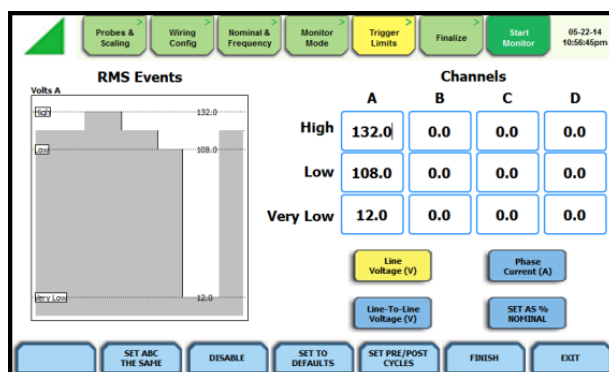 Probes &
Scaling
Wiring
Config
Nominal &
Frequency
Monitor
Mode
Trigger
Limits
Finalize
Start
Monitor
05-22-14
10:56:45pm
RMS Events
Channels
Volts A
High
132.0
Low
108.0
Very Low
12.0
A B C D
High 132.0 0.0 0.0 0.0
Low 108.0 0.0 0.0 0.0
Very Low 12.0 0.0 0.0 0.0
Line
Voltage (V)
Phase
Current (A)
Line-To-Line
Voltage (V)
SET AS %
NOMINAL
SET ABC
THE SAME
DISABLE
SET TO
DEFAULTS
SET PRE/POST
CYCLES
FINISH
EXIT